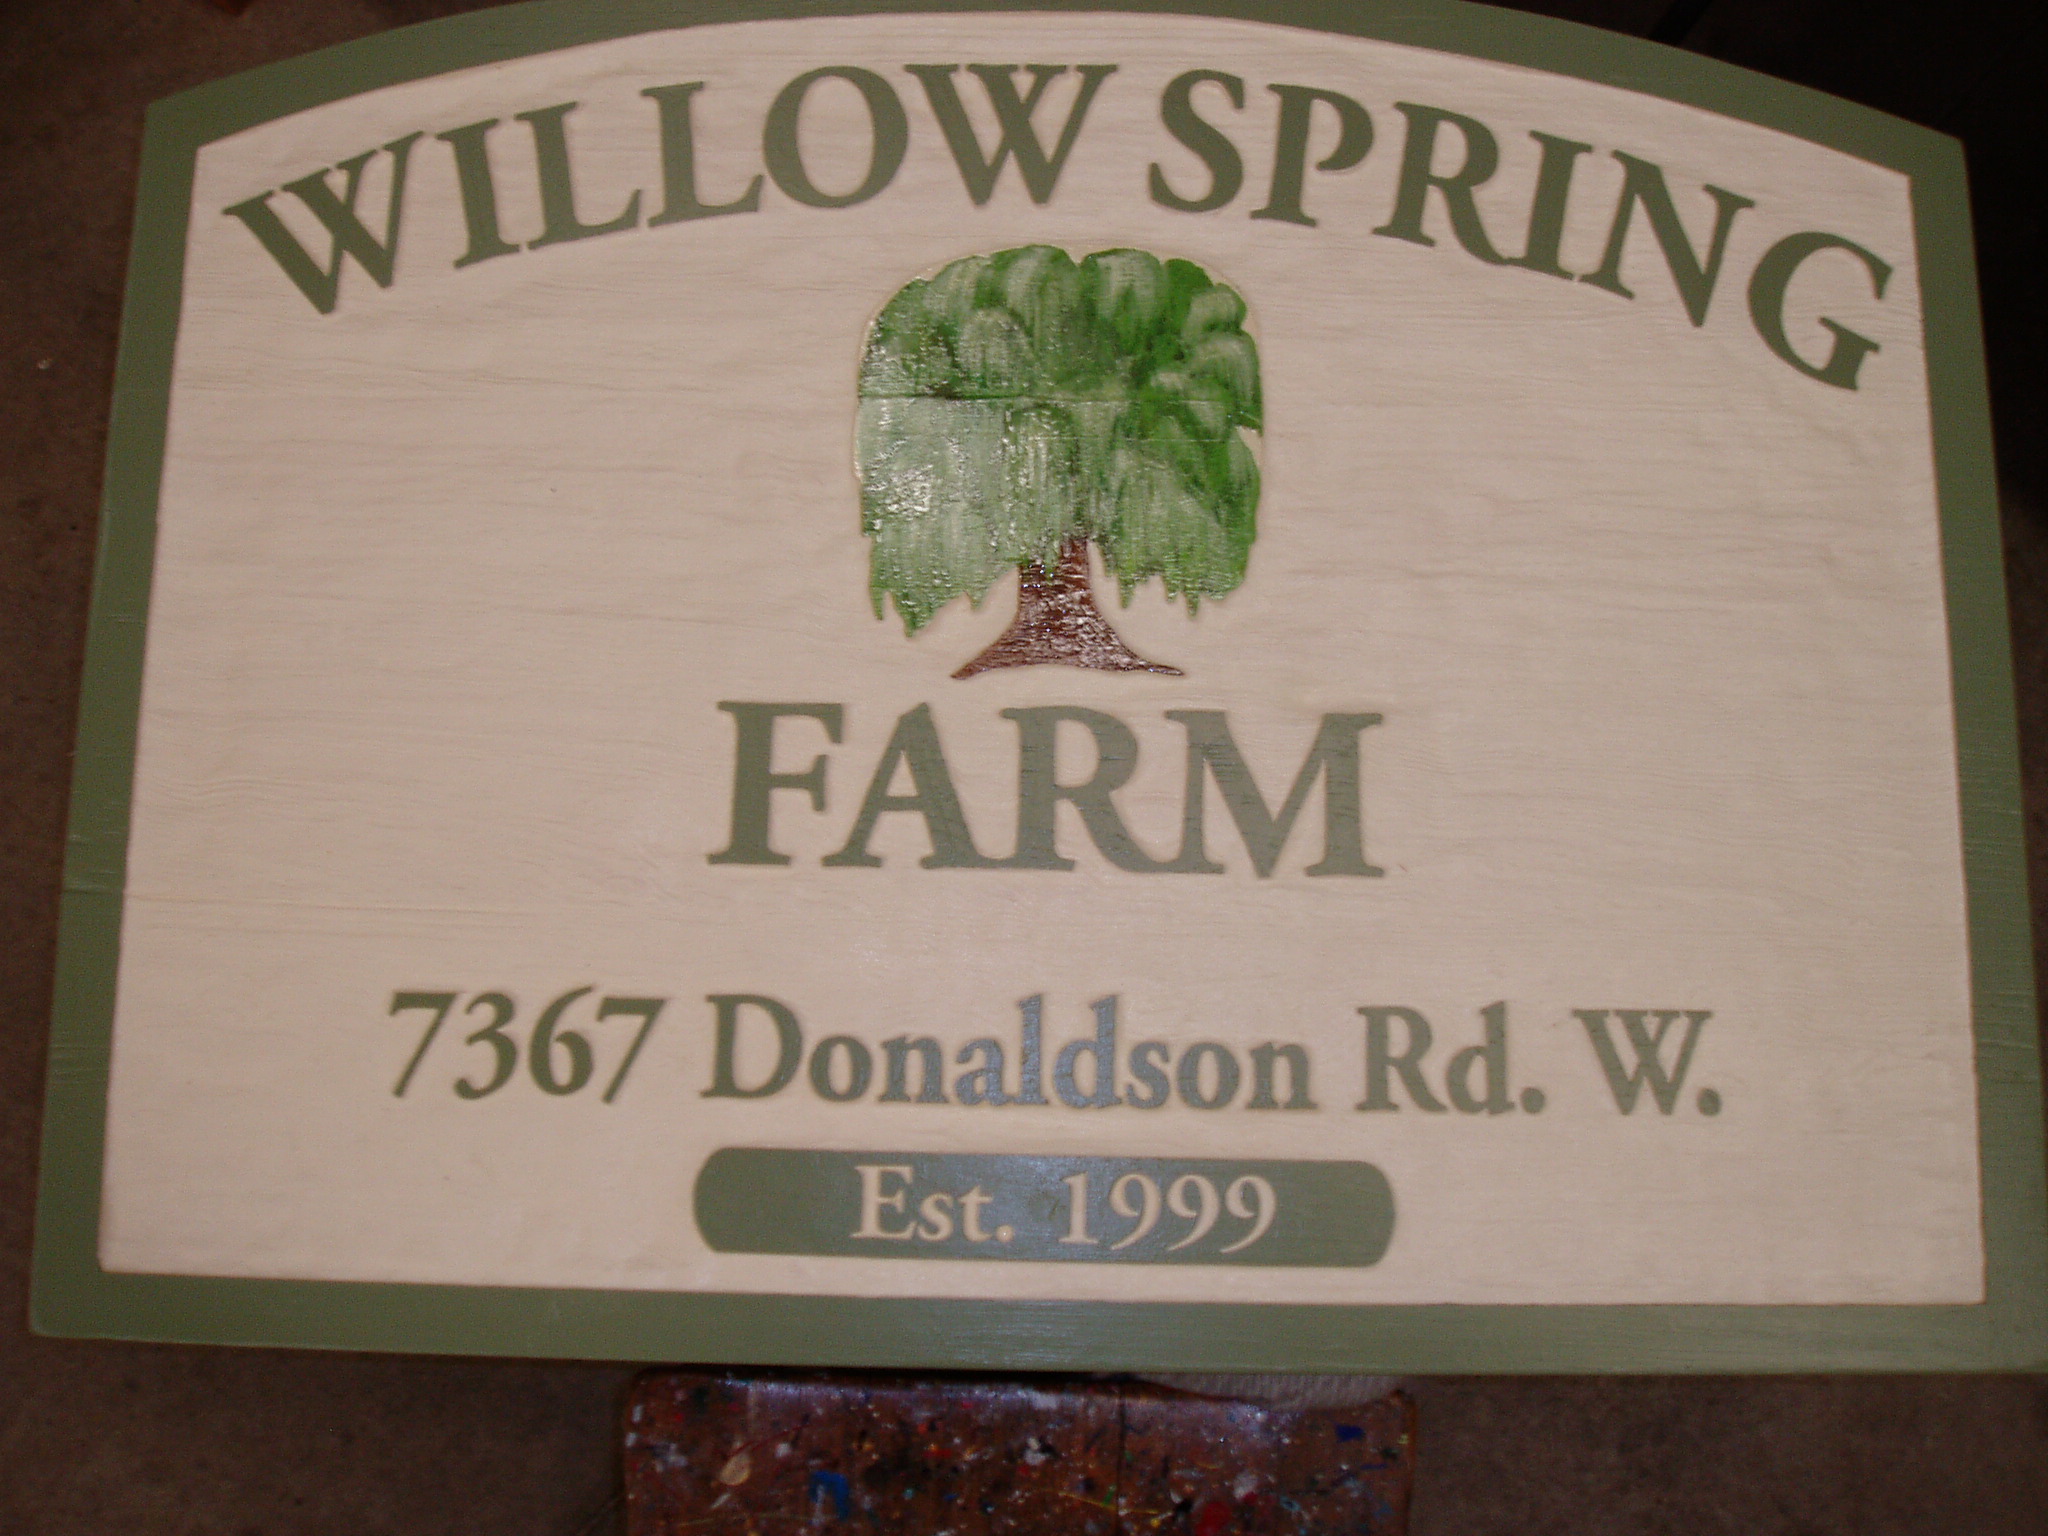 WILLOW SPRING
FARM
7367 Donaldson Rd. W.
Est. 1999